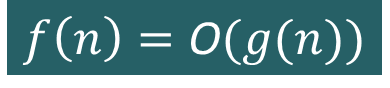 f(n) = O(g(n))